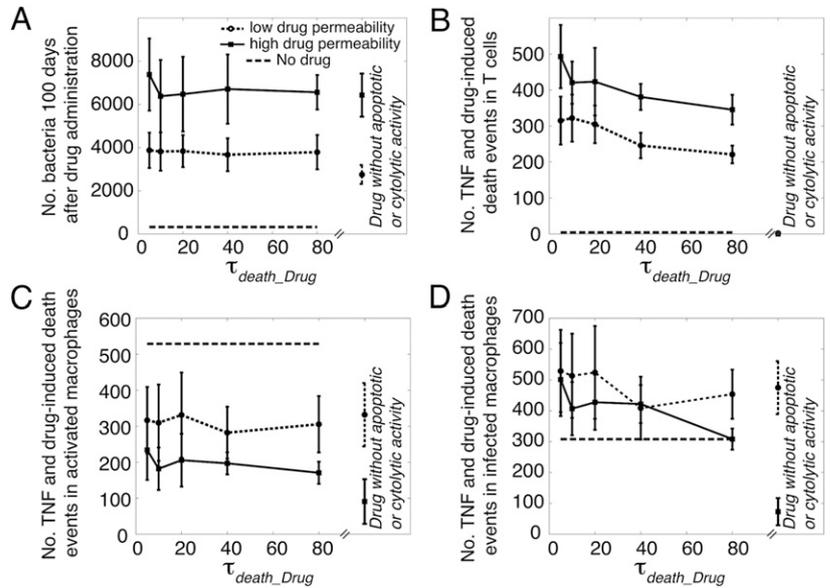 A
low drug permeability
high drug permeability
No drug
No. bacteria 100 days
after drug administration
8000
6000
4000
2000
0
0 20 40 60 80
τdeath_Drug
Drug without apoptotic
or cytolytic activity
B
No. TNF and drug-induced
death events in T cells
500
400
300
200
100
0
0 20 40 60 80
τdeath_Drug
Drug without apoptotic
or cytolytic activity
C
No. TNF and drug-induced death
events in activated macrophages
600
500
400
300
200
100
0
0 20 40 60 80
τdeath_Drug
Drug without apoptotic
or cytolytic activity
D
No. TNF and drug-induced death
events in infected macrophages
700
600
500
400
300
200
100
0
0 20 40 60 80
τdeath_Drug
Drug without apoptotic
or cytolytic activity